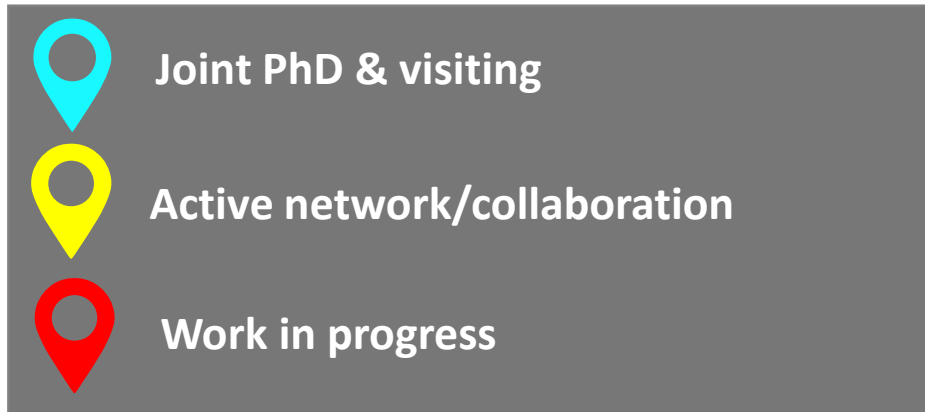 Joint PhD & visiting
Active network/collaboration
Work in progress